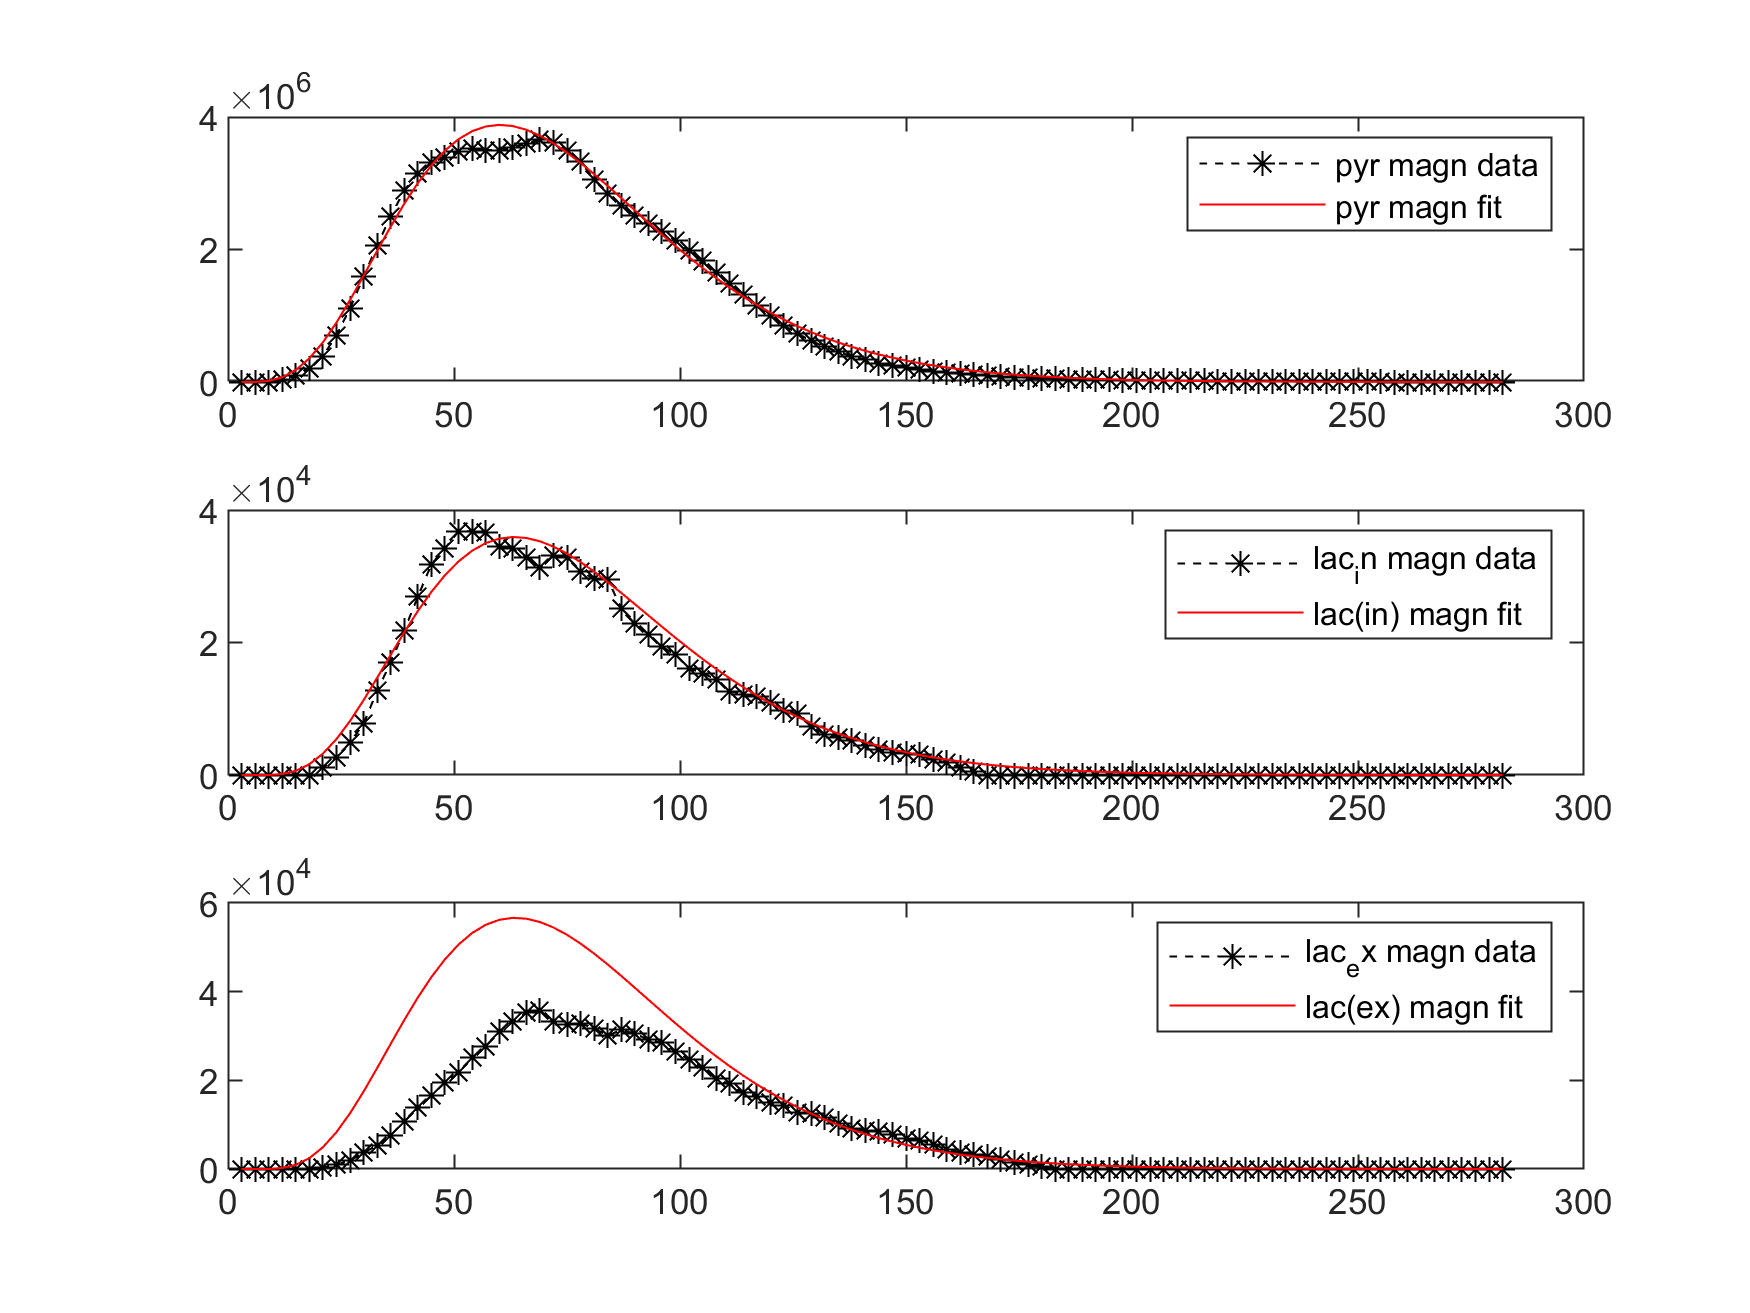 ×10^6
4
2
0
0 50 100 150 200 250 300
pyr magn data
pyr magn fit
×10^4
4
2
0
0 50 100 150 200 250 300
lac_in magn data
lac(in) magn fit
×10^4
6
4
2
0
0 50 100 150 200 250 300
lac_ex magn data
lac(ex) magn fit